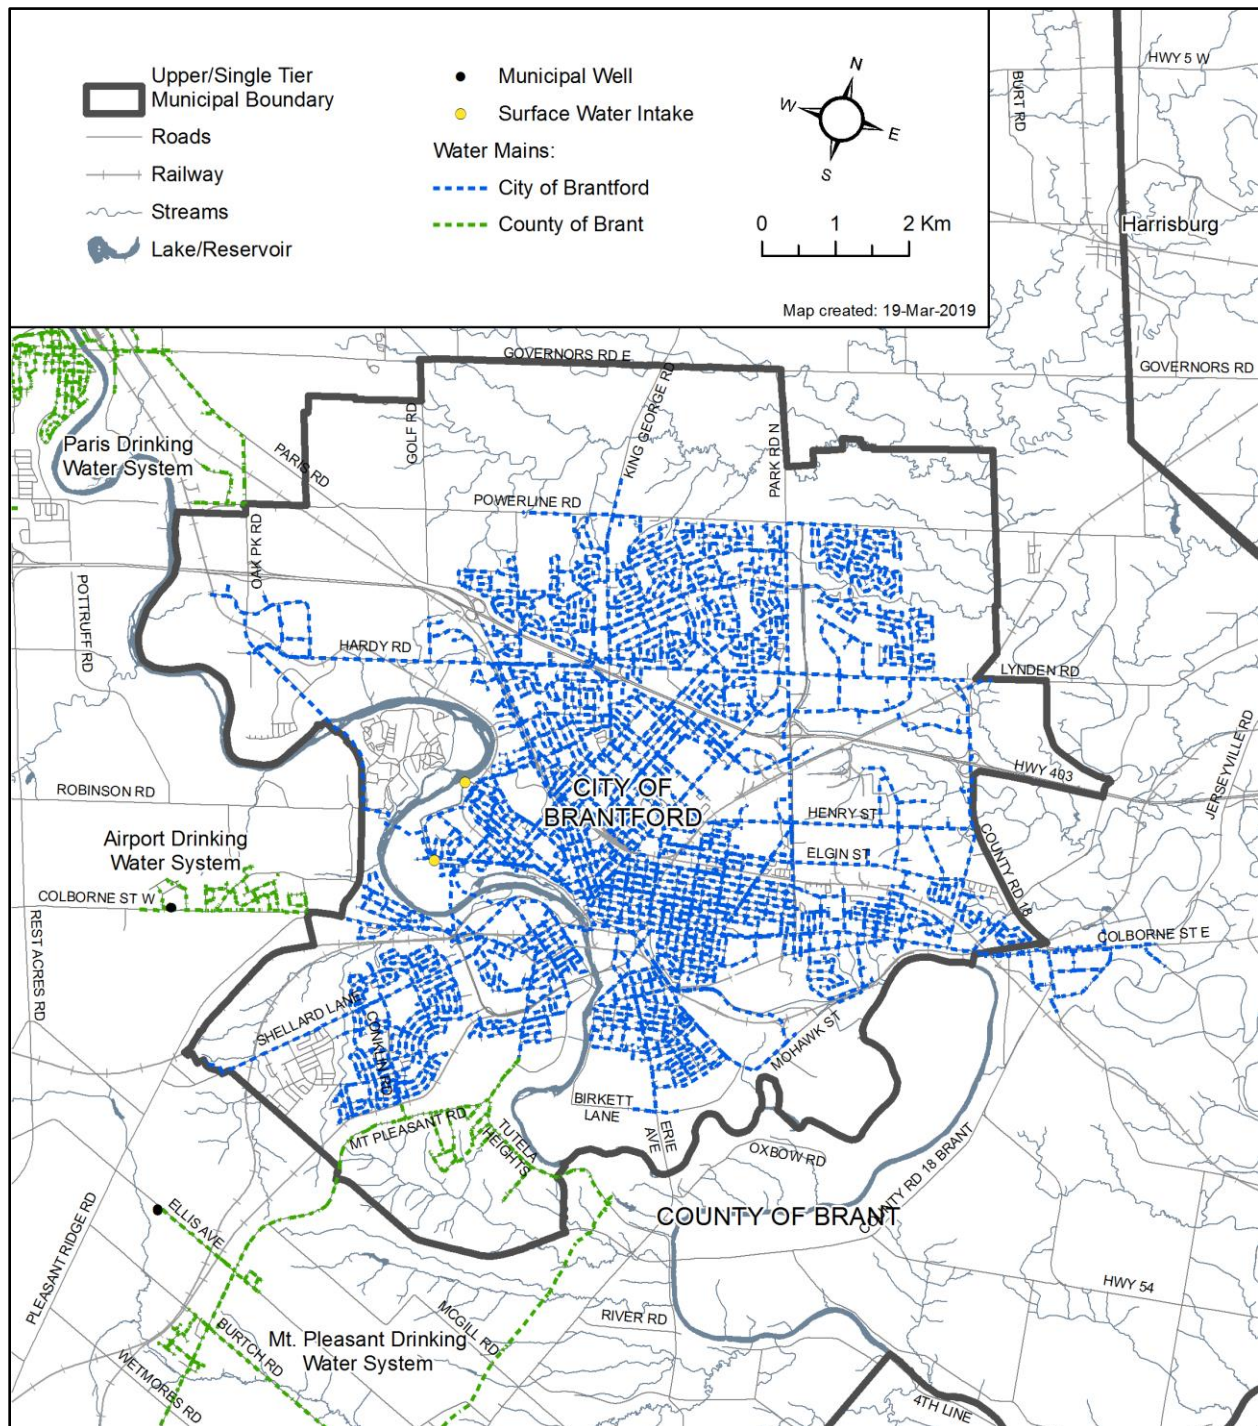 Upper/Single Tier
Municipal Boundary
Roads
Railway
Streams
Lake/Reservoir
Municipal Well
Surface Water Intake
Water Mains:
City of Brantford
County of Brant
N
W
E
S
0 1 2 Km
Map created: 19-Mar-2019
HWY 5 W
BURT RD
Harrisburg
GOVERNORS RD E
GOVERNORS RD
KING GEORGE RD
GOLF RD
PARK RD N
Paris Drinking
Water System
PARIS RD
POWERLINE RD
OAK PK RD
POTTRUFF RD
HARDY RD
LYNDEN RD
JERSEYVILLE RD
HWY 403
ROBINSON RD
CITY OF
BRANTFORD
HENRY ST
Airport Drinking
Water System
ELGIN ST
COUNTY RD 18
COLBORNE ST W
COLBORNE ST E
REST ACRES RD
SHELLARD LANE
CONKLIN RD
MOHAWK ST
BIRKETT
LANE
ERIE
AVE
MT PLEASANT RD
TUTELA
HEIGHTS
OXBOW RD
COUNTY RD 18 BRANT
COUNTY OF BRANT
ELLIS AVE
PLEASANT RIDGE RD
HWY 54
MCGILL RD
RIVER RD
BURTCH RD
Mt. Pleasant Drinking
Water System
WETMORES RD
4TH LINE